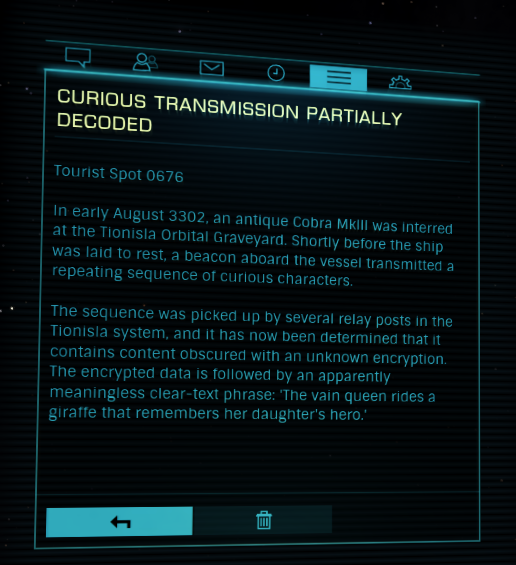 CURIOUS TRANSMISSION PARTIALLY
DECODED
Tourist Spot 0676
In early August 3302, an antique Cobra MkIII was interred
at the Tionisla Orbital Graveyard. Shortly before the ship
was laid to rest, a beacon aboard the vessel transmitted a
repeating sequence of curious characters.
The sequence was picked up by several relay posts in the
Tionisla system, and it has now been determined that it
contains content obscured with an unknown encryption.
The encrypted data is followed by an apparently
meaningless clear-text phrase: 'The vain queen rides a
giraffe that remembers her daughter's hero.'